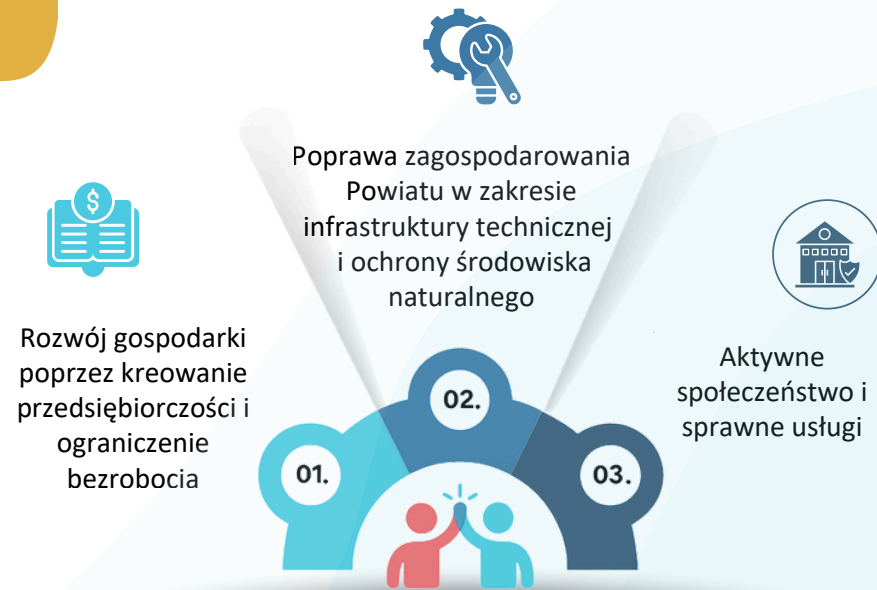 $
Rozwój gospodarki
poprzez kreowanie
przedsiębiorczości i
ograniczenie
bezrobocia
01.
Poprawa zagospodarowania
Powiatu w zakresie
infrastruktury technicznej
i ochrony środowiska
naturalnego
02.
Aktywne
społeczeństwo i
sprawne usługi
03.